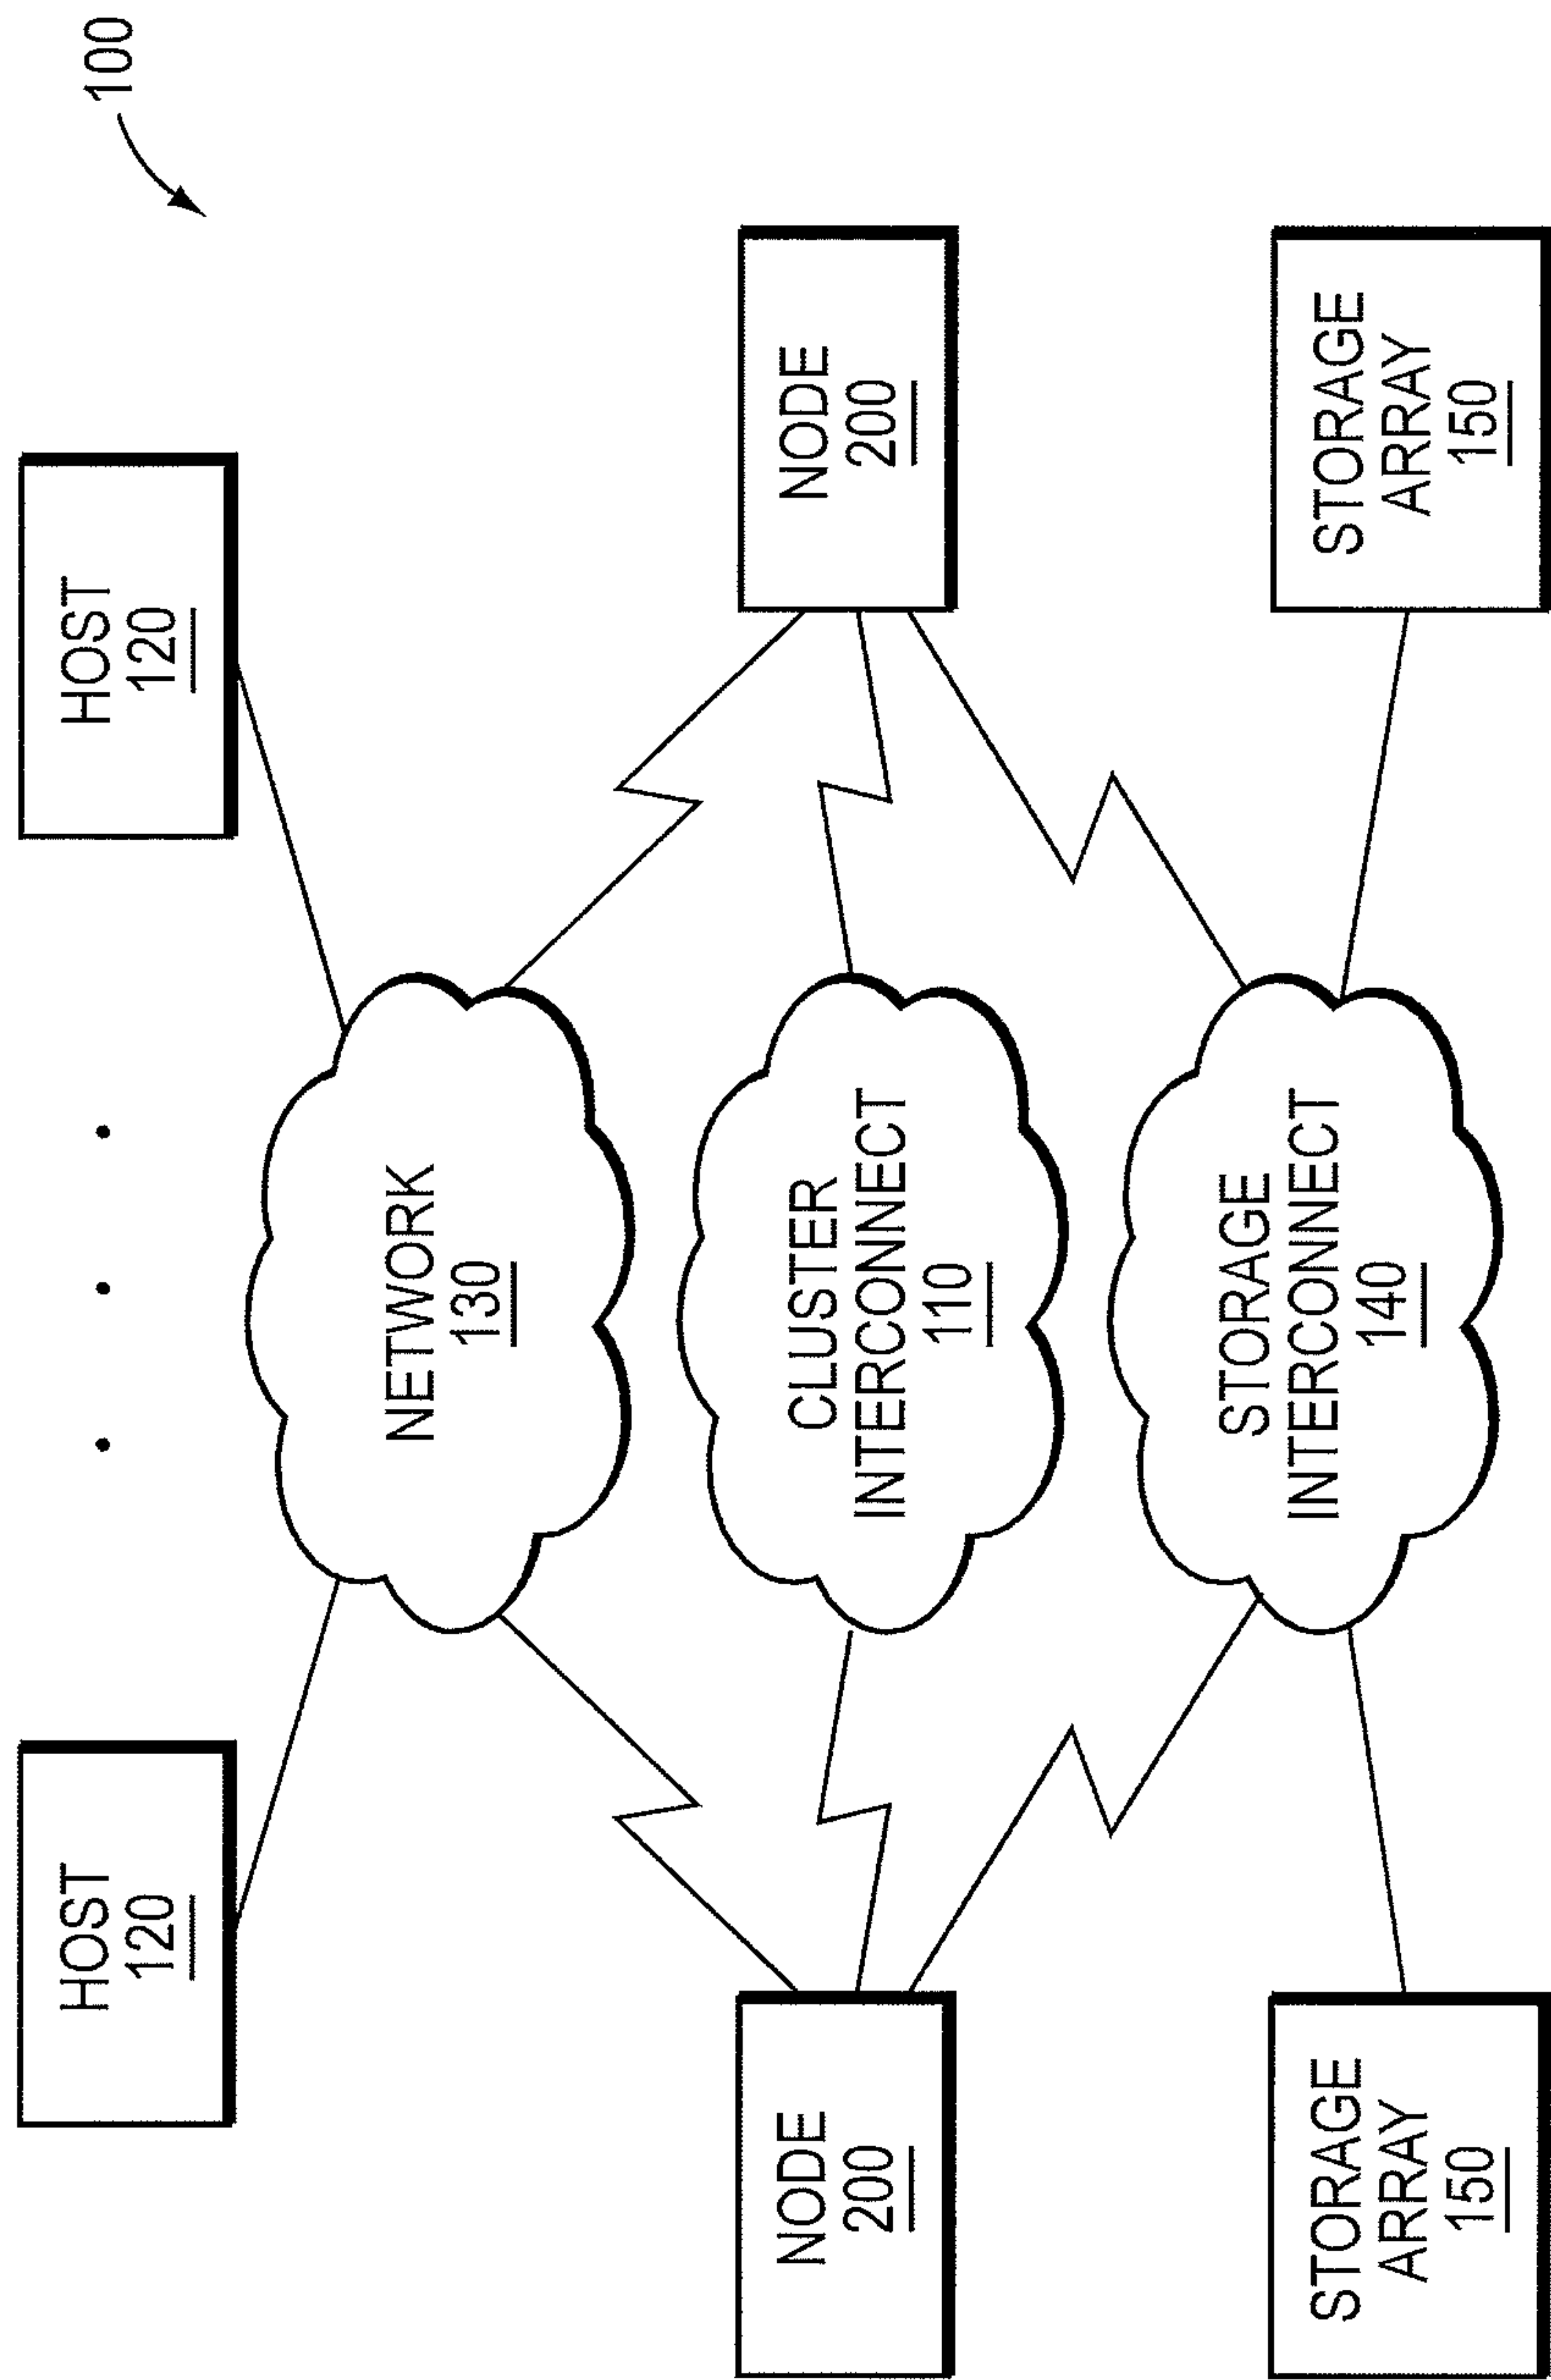 100
HOST
120
HOST
120
NETWORK
130
NODE
200
CLUSTER
INTERCONNECT
110
NODE
200
STORAGE
ARRAY
150
STORAGE
INTERCONNECT
140
STORAGE
ARRAY
150